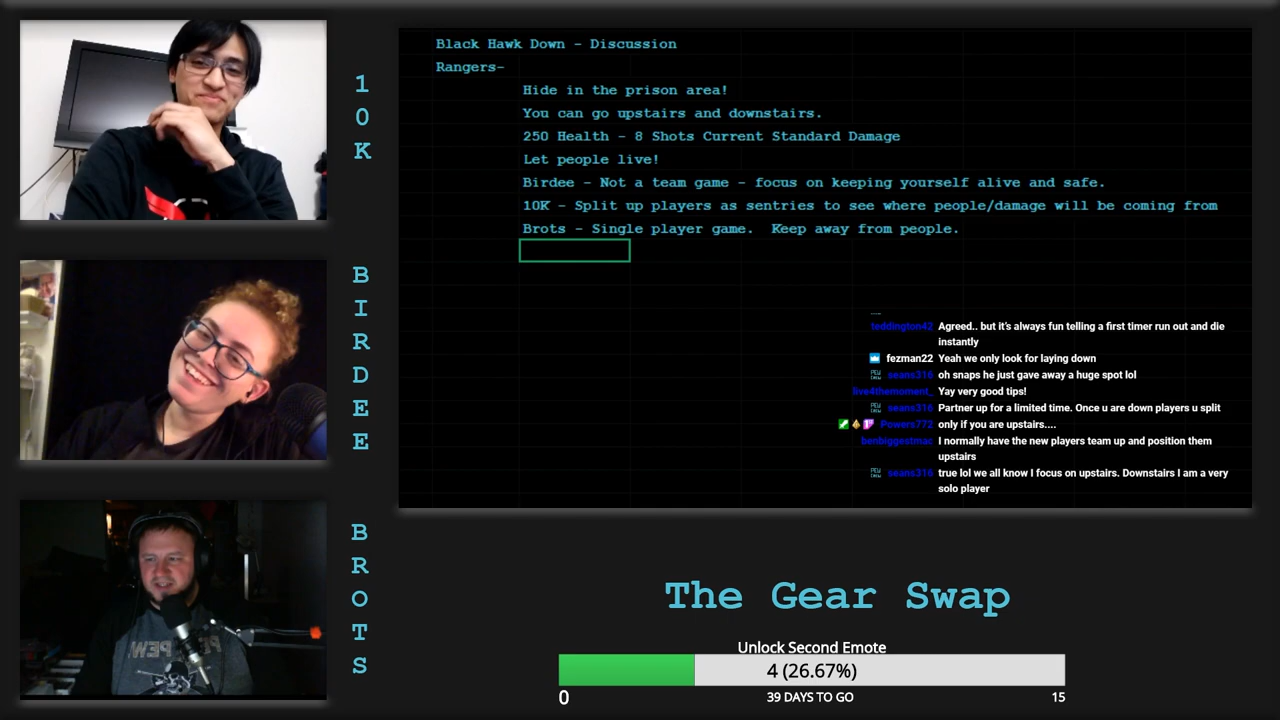 10K
BIRDEE
BROTS
Black Hawk Down - Discussion
Rangers-
Hide in the prison area!
You can go upstairs and downstairs.
250 Health - 8 Shots Current Standard Damage
Let people live!
Birdee - Not a team game - focus on keeping yourself alive and safe.
10K - Split up players as sentries to see where people/damage will be coming from
Brots - Single player game.  Keep away from people.
teddington42 Agreed.. but it's always fun telling a first timer run out and die
instantly
fezman22 Yeah we only look for laying down
seans316 oh snaps he just gave away a huge spot lol
live4themoment_ Yay very good tips!
seans316 Partner up for a limited time. Once u are down players u split
Powers772 only if you are upstairs....
benbiggestmac I normally have the new players team up and position them
upstairs
seans316 true lol we all know I focus on upstairs. Downstairs I am a very
solo player
The Gear Swap
Unlock Second Emote
4 (26.67%)
0 39 DAYS TO GO 15